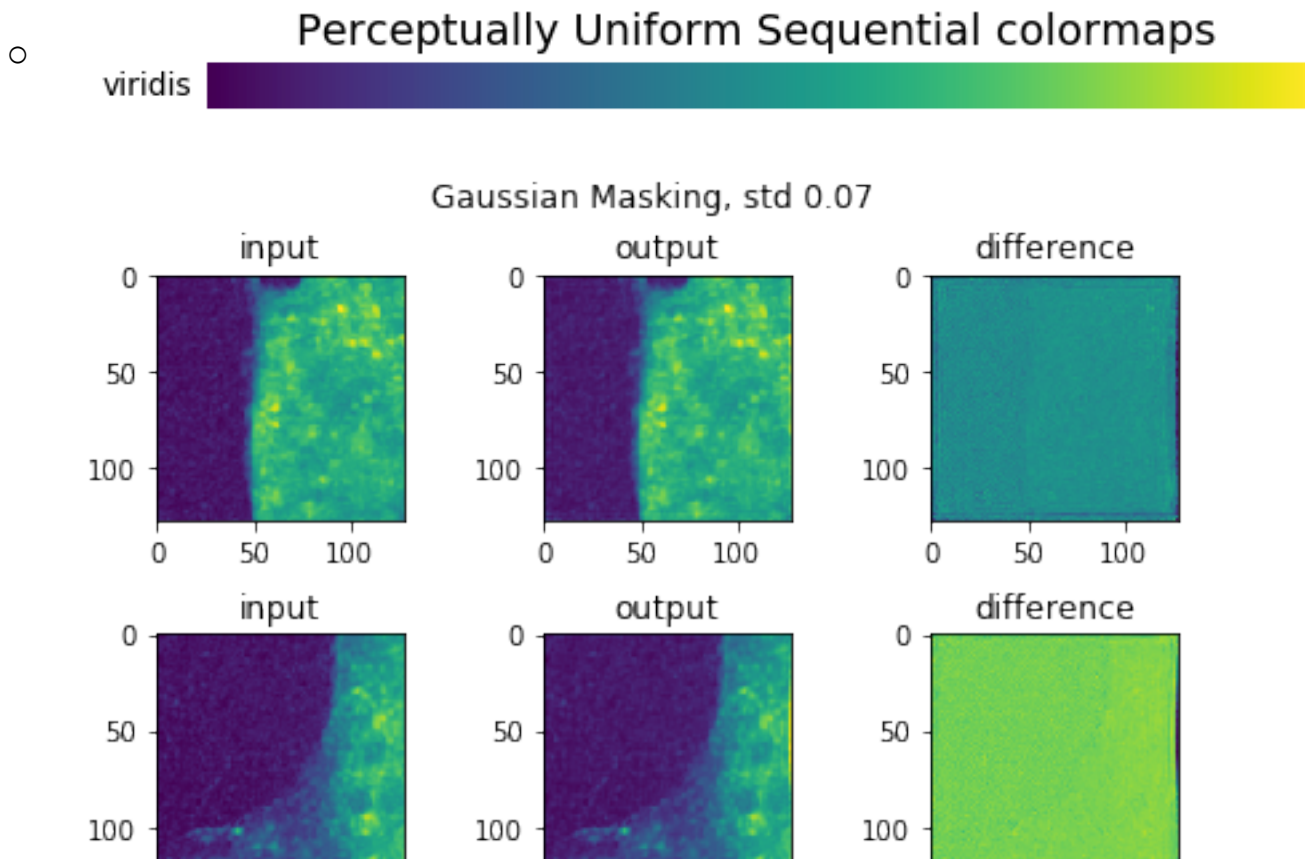 Perceptually Uniform Sequential colormaps
viridis
Gaussian Masking, std 0.07
input output difference
0 0 0
50 50 50
100 100 100
0 50 100 0 50 100 0 50 100
input output difference
0 0 0
50 50 50
100 100 100